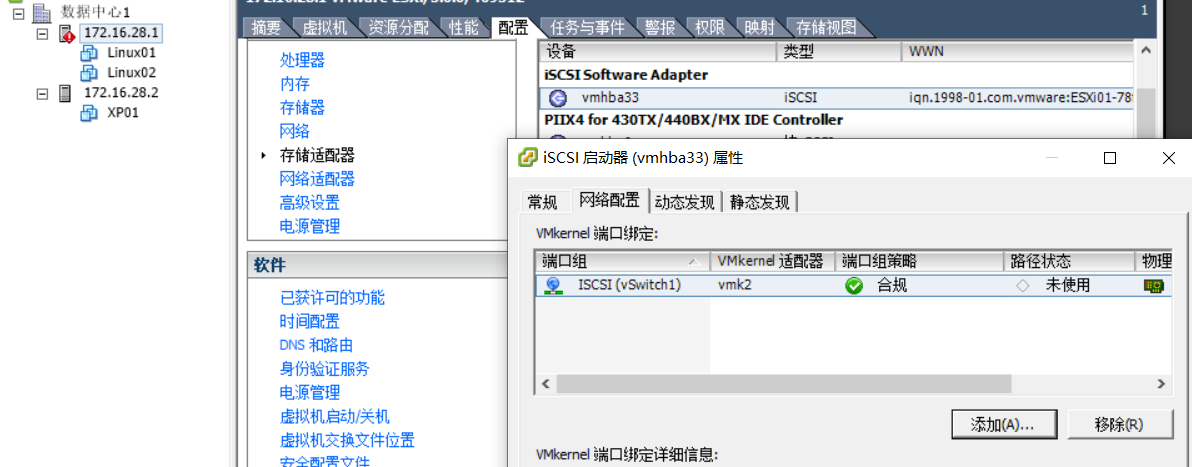 数据中心1
172.16.28.1
Linux01
Linux02
172.16.28.2
XP01
1
摘要 虚拟机 资源分配 性能 配置 任务与事件 警报 权限 映射 存储视图
处理器
内存
存储器
网络
存储适配器
网络适配器
高级设置
电源管理
软件
已获许可的功能
时间配置
DNS 和路由
身份验证服务
电源管理
虚拟机启动/关机
虚拟机交换文件位置
安全配置文件
设备 类型 WWN
iSCSI Software Adapter
vmhba33 iSCSI iqn.1998-01.com.vmware:ESXi01-78
PIIX4 for 430TX/440BX/MX IDE Controller
iSCSI 启动器 (vmhba33) 属性
常规 网络配置 动态发现 静态发现
VMkernel 端口绑定:
端口组 VMkernel 适配器 端口组策略 路径状态 物理
ISCSI (vSwitch1) vmk2 合规 未使用
添加(A)... 移除(R)
VMkernel 端口绑定详细信息: